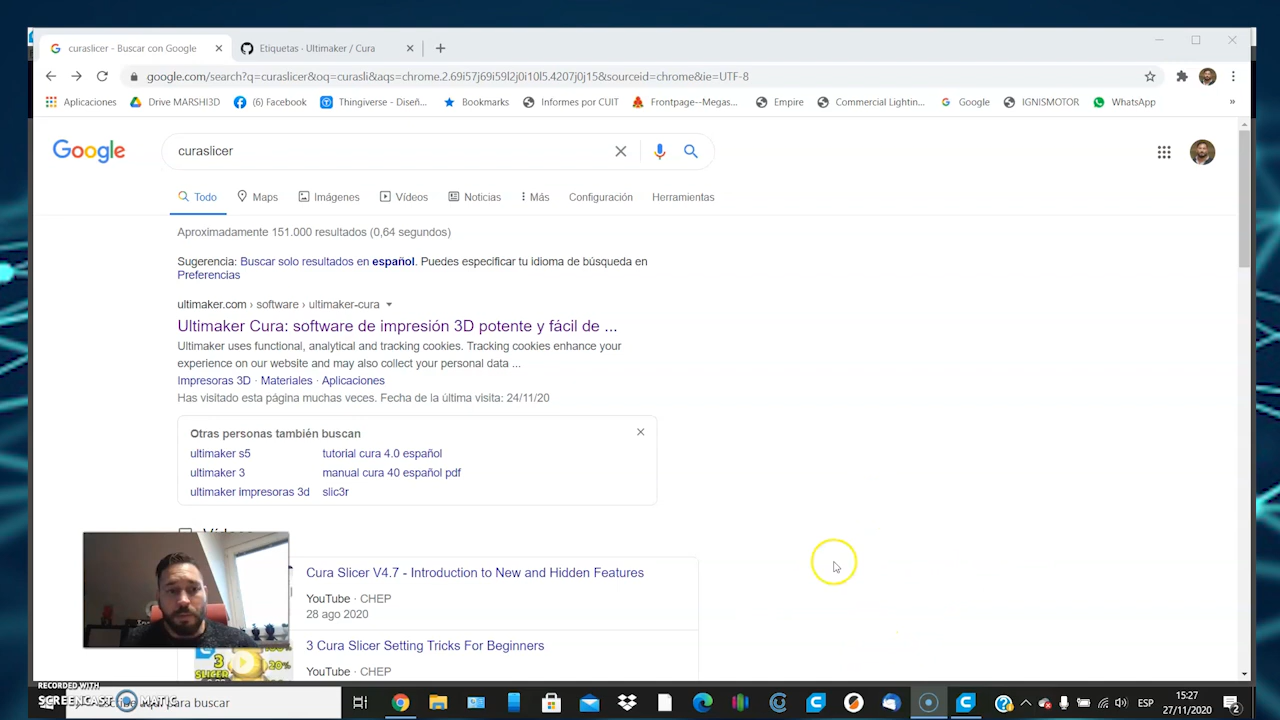 curaslicer - Buscar con Google
Etiquetas · Ultimaker / Cura
google.com/search?q=curaslicer&oq=curasli&aqs=chrome.2.69i57j69i59l2j0i10l5.4207j0j15&sourceid=chrome&ie=UTF-8
Aplicaciones Drive MARSHI3D (6) Facebook Thingiverse - Diseñ... Bookmarks Informes por CUIT Frontpage--Megas... Empire Commercial Lightin... Google IGNISMOTOR WhatsApp »
Google
curaslicer
Todo Maps Imágenes Vídeos Noticias Más Configuración Herramientas
Aproximadamente 151.000 resultados (0,64 segundos)
Sugerencia: Buscar solo resultados en español. Puedes especificar tu idioma de búsqueda en
Preferencias
ultimaker.com › software › ultimaker-cura
Ultimaker Cura: software de impresión 3D potente y fácil de ...
Ultimaker uses functional, analytical and tracking cookies. Tracking cookies enhance your
experience on our website and may also collect your personal data ...
Impresoras 3D · Materiales · Aplicaciones
Has visitado esta página muchas veces. Fecha de la última visita: 24/11/20
Otras personas también buscan
ultimaker s5 tutorial cura 4.0 español
ultimaker 3 manual cura 40 español pdf
ultimaker impresoras 3d slic3r
Vídeos
Cura Slicer V4.7 - Introduction to New and Hidden Features
YouTube · CHEP
28 ago 2020
3 Cura Slicer Setting Tricks For Beginners
YouTube · CHEP
3
SLICER
20%
RECORDED WITH
SCREENCAST MATIC
para buscar
ESP
15:27
27/11/2020
2